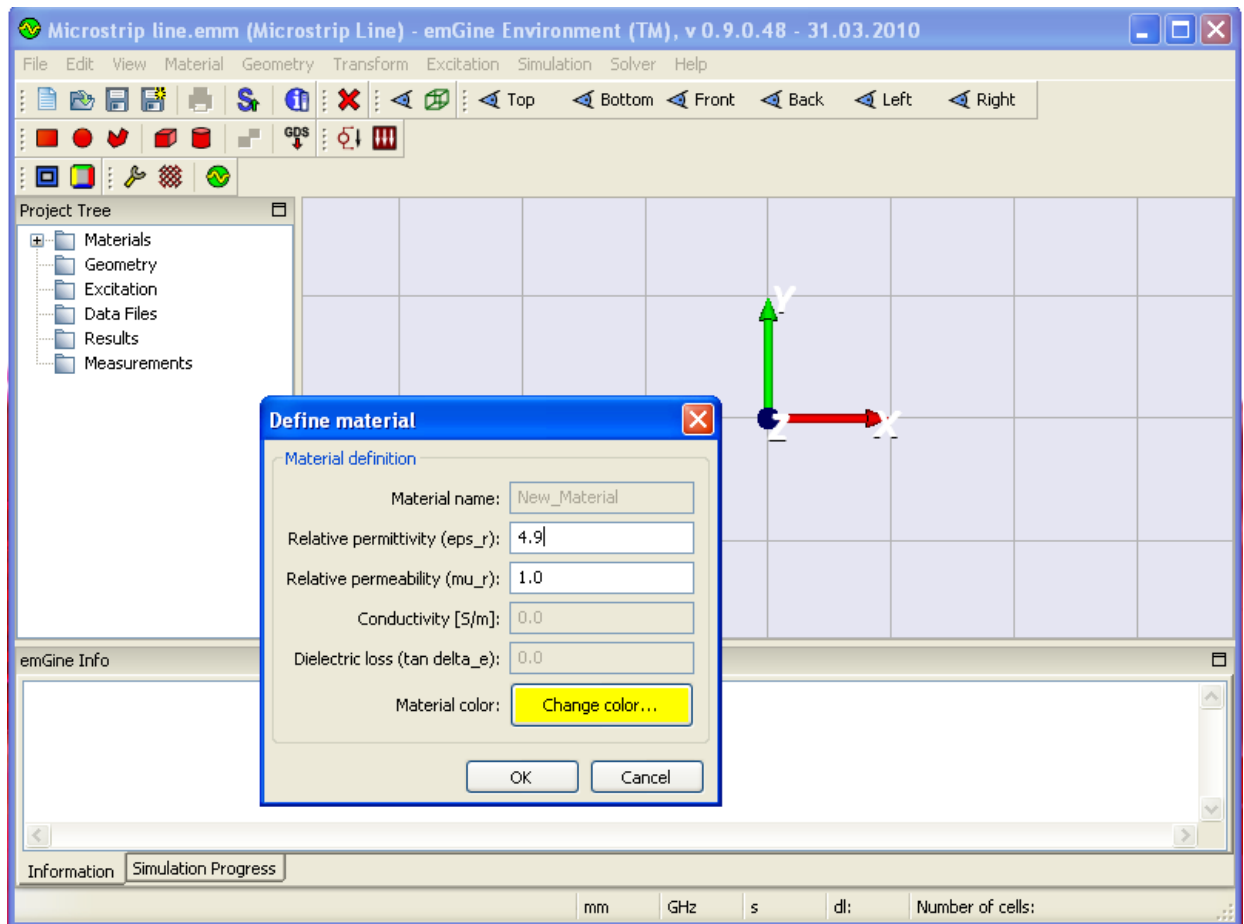 Microstrip line.emm (Microstrip Line) - emGine Environment (TM), v 0.9.0.48 - 31.03.2010
File Edit View Material Geometry Transform Excitation Simulation Solver Help
Top Bottom Front Back Left Right
GDS
Project Tree
Materials
Geometry
Excitation
Data Files
Results
Measurements
Y
Z
X
Define material
Material definition
Material name: New_Material
Relative permittivity (eps_r): 4.9
Relative permeability (mu_r): 1.0
Conductivity [S/m]: 0.0
Dielectric loss (tan delta_e): 0.0
Material color: Change color...
OK Cancel
emGine Info
Information Simulation Progress
mm GHz s dl: Number of cells: